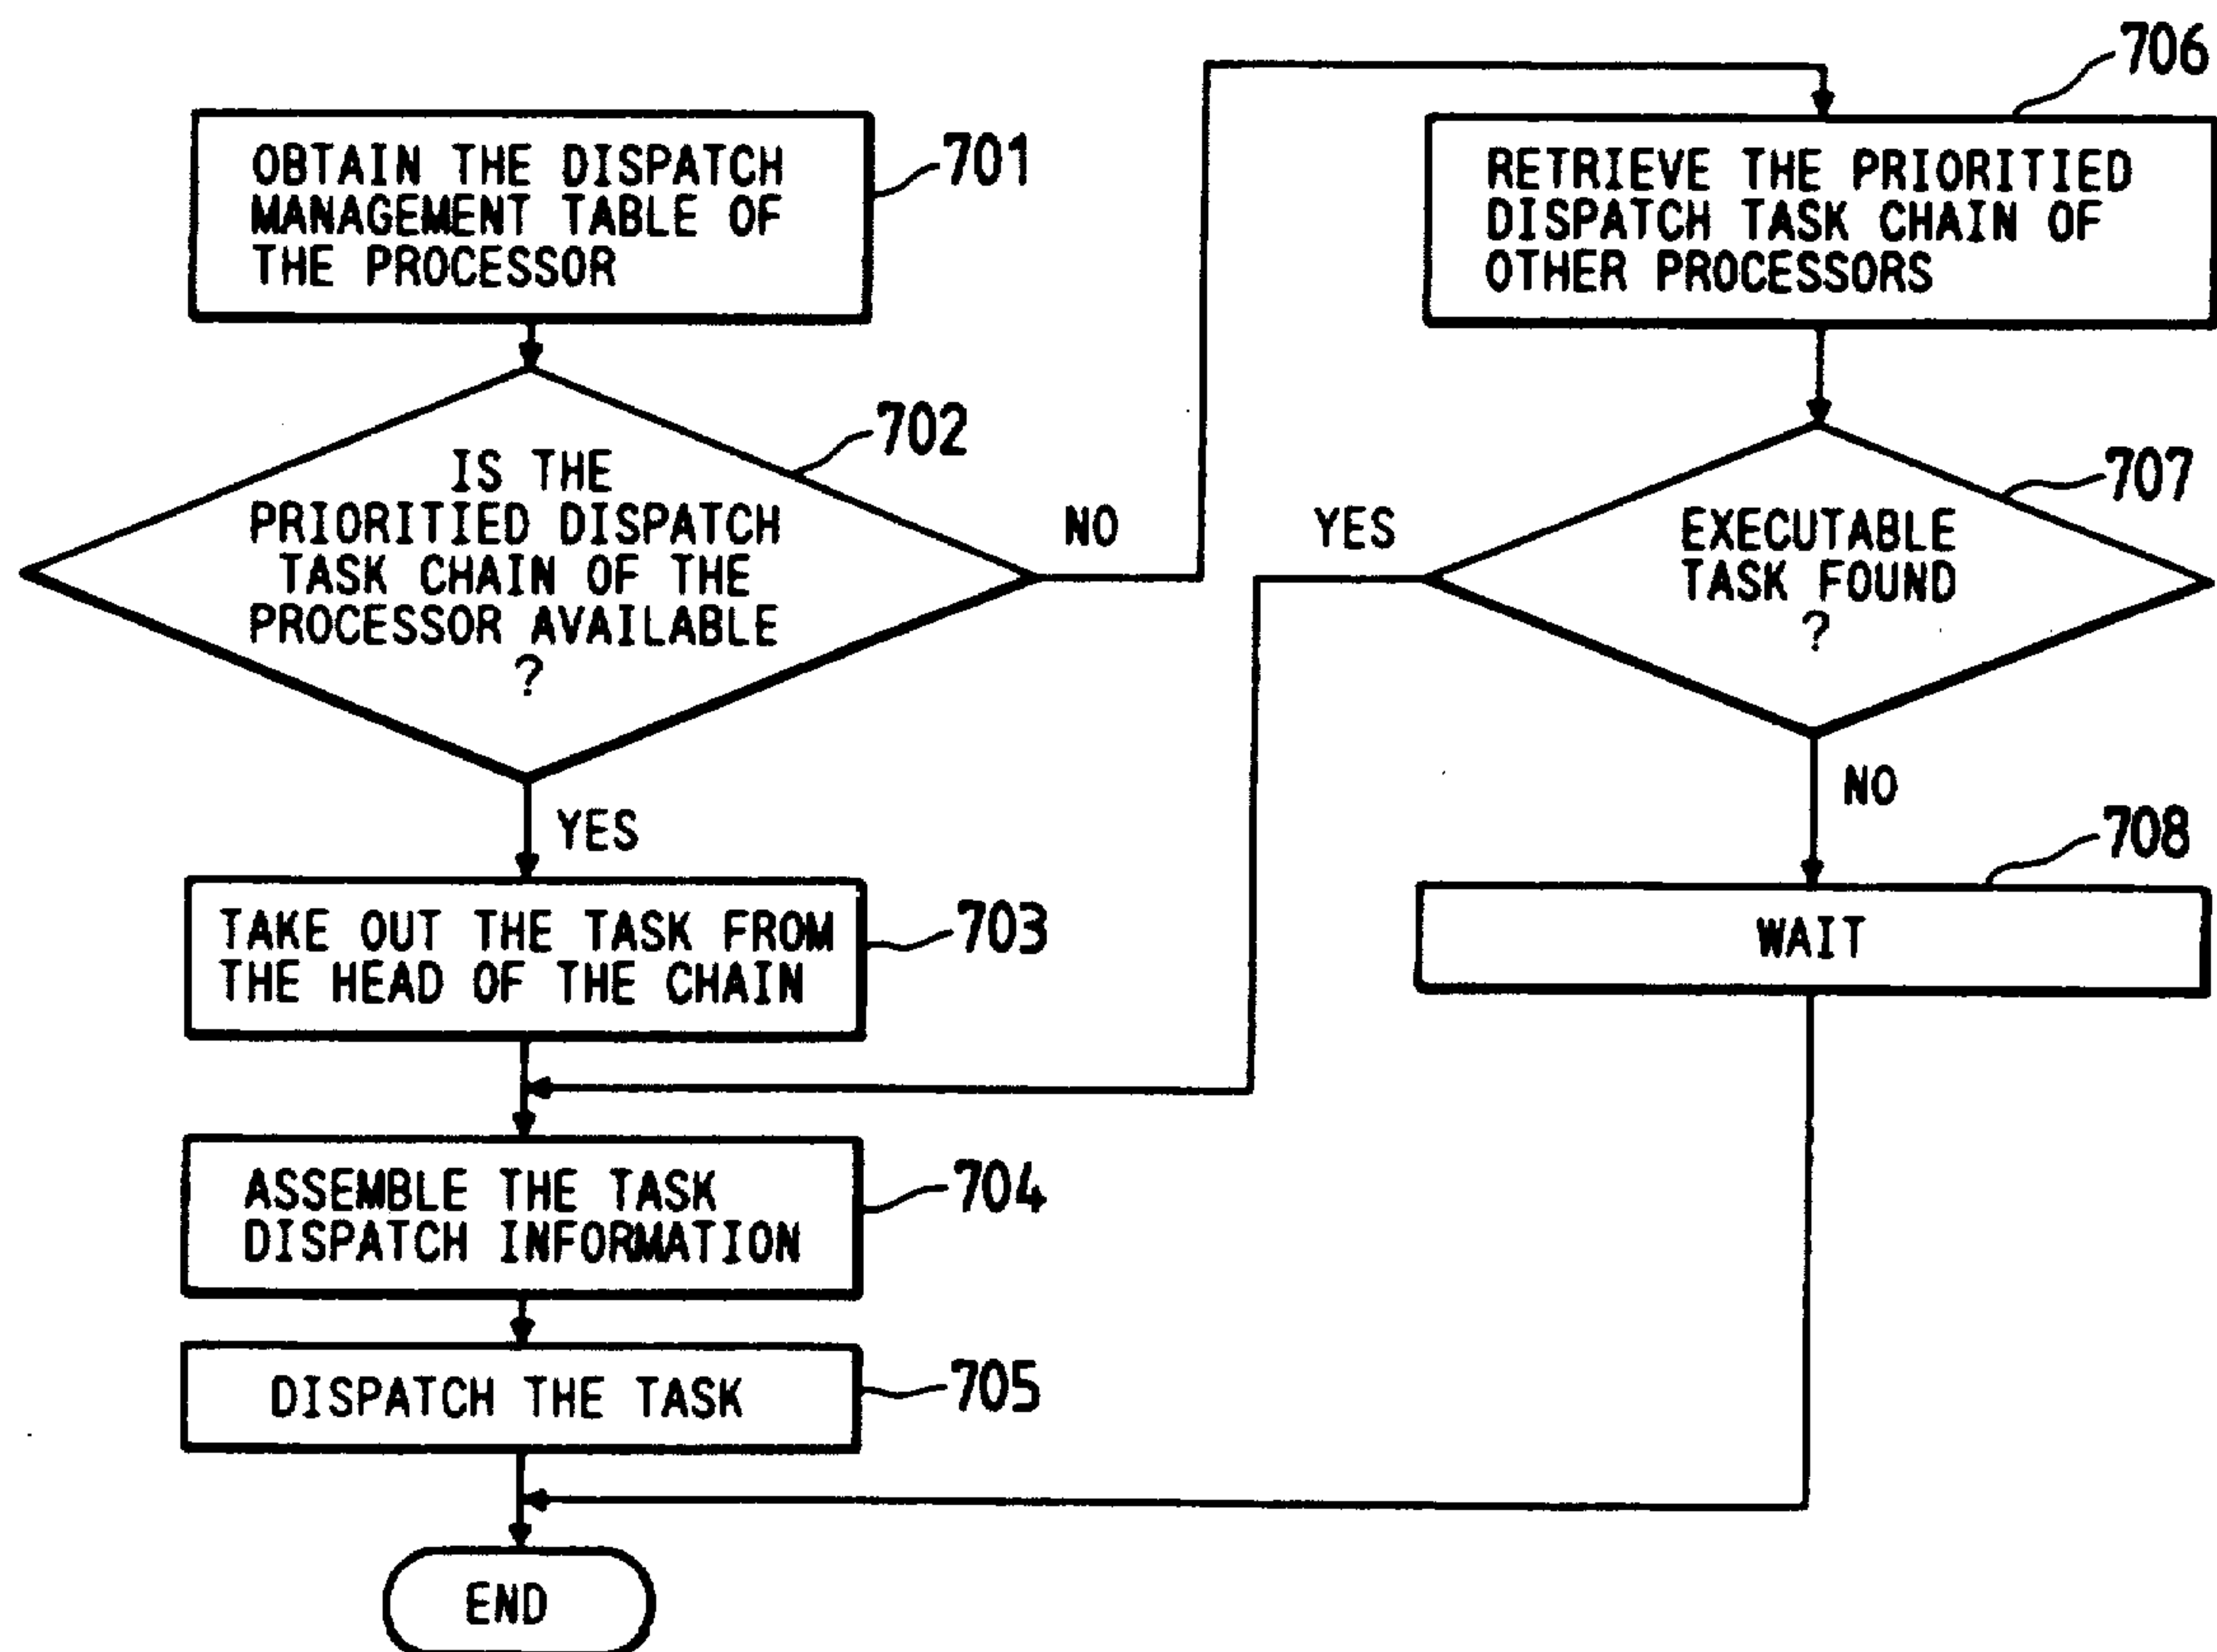 OBTAIN THE DISPATCH
MANAGEMENT TABLE OF
THE PROCESSOR
701
IS THE
PRIORITIED DISPATCH
TASK CHAIN OF THE
PROCESSOR AVAILABLE
?
702
NO
YES
TAKE OUT THE TASK FROM
THE HEAD OF THE CHAIN
703
ASSEMBLE THE TASK
DISPATCH INFORMATION
704
DISPATCH THE TASK
705
END
706
RETRIEVE THE PRIORITIED
DISPATCH TASK CHAIN OF
OTHER PROCESSORS
707
YES
EXECUTABLE
TASK FOUND
?
NO
708
WAIT